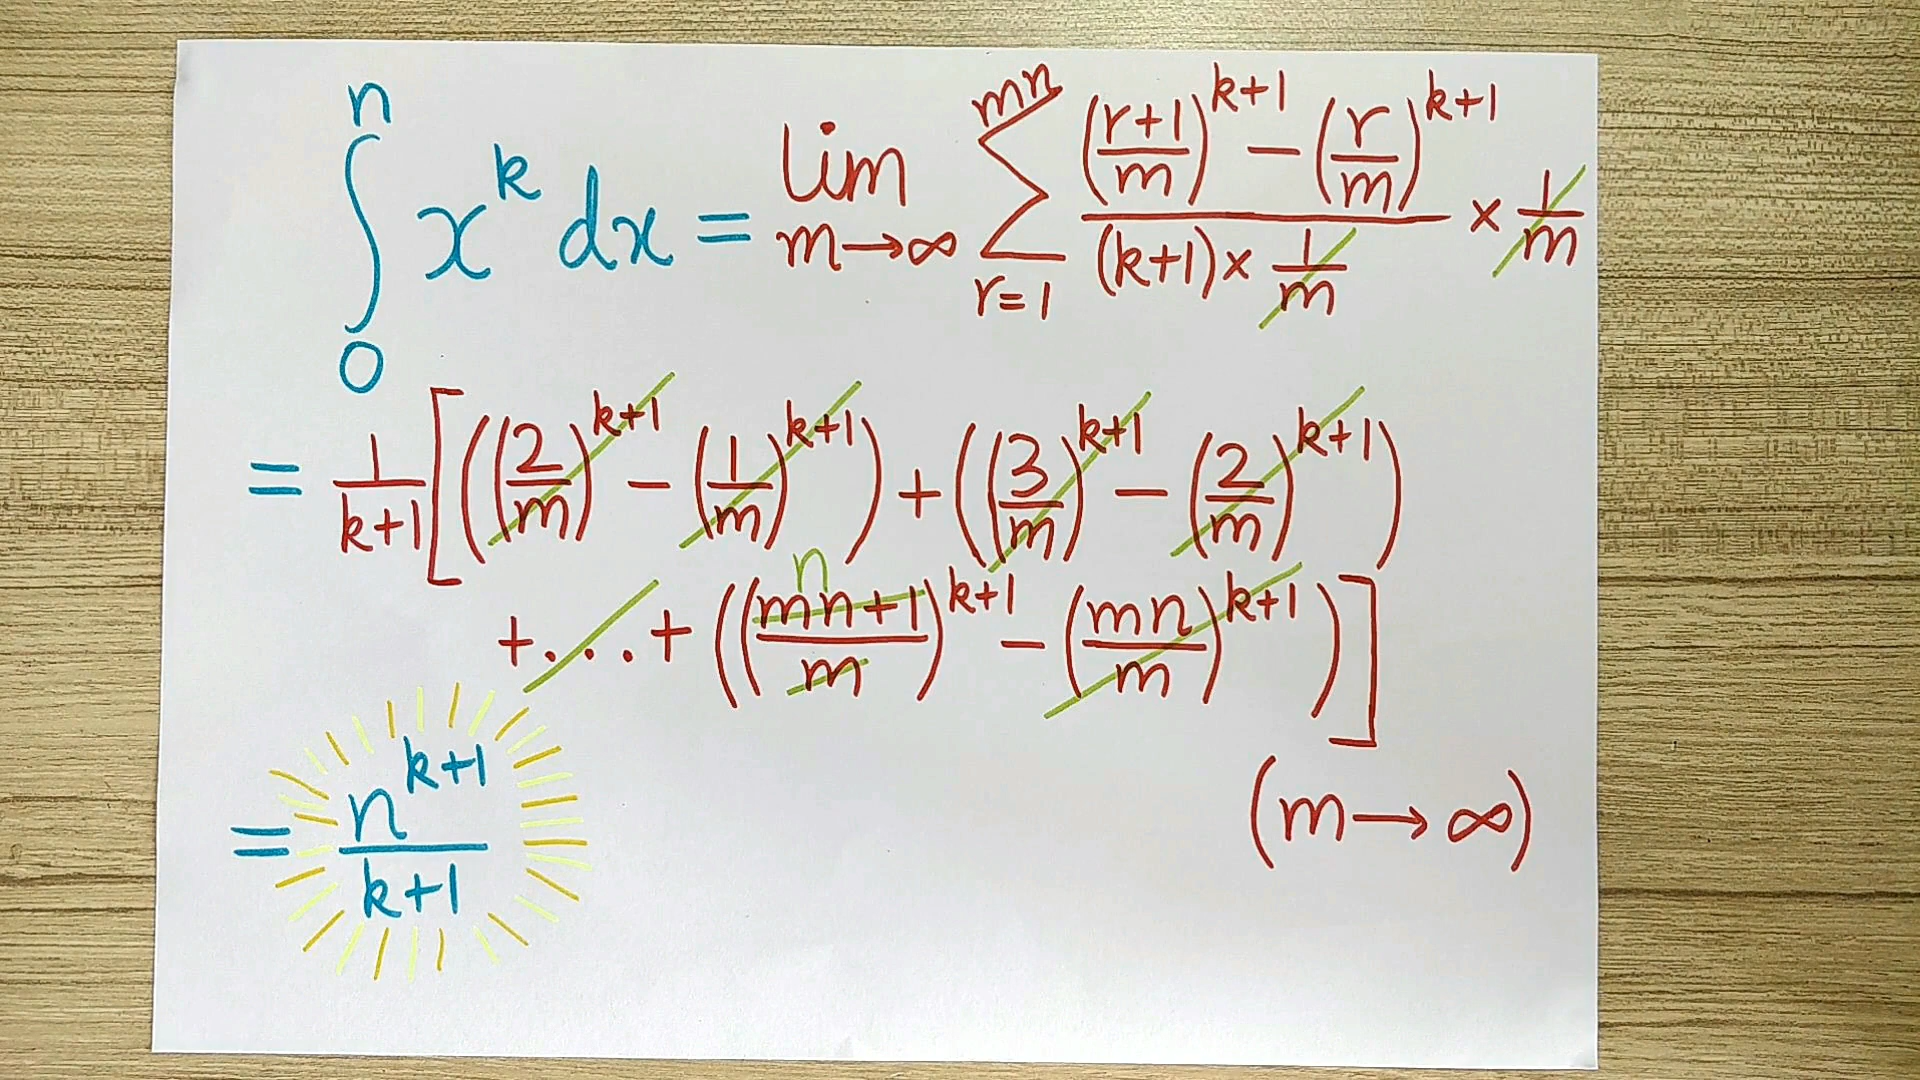 ∫₀ⁿ xᵏ dx = lim_{m→∞} Σ_{r=1}^{mn} (((r+1)/m)^{k+1} − (r/m)^{k+1}) / ((k+1) × 1/m) × 1/m
= 1/(k+1) [ ((2/m)^{k+1} − (1/m)^{k+1}) + ((3/m)^{k+1} − (2/m)^{k+1})
n
+ . . . + (((mn+1)/m)^{k+1} − (mn/m)^{k+1}) ]
= n^{k+1}/(k+1)
(m → ∞)